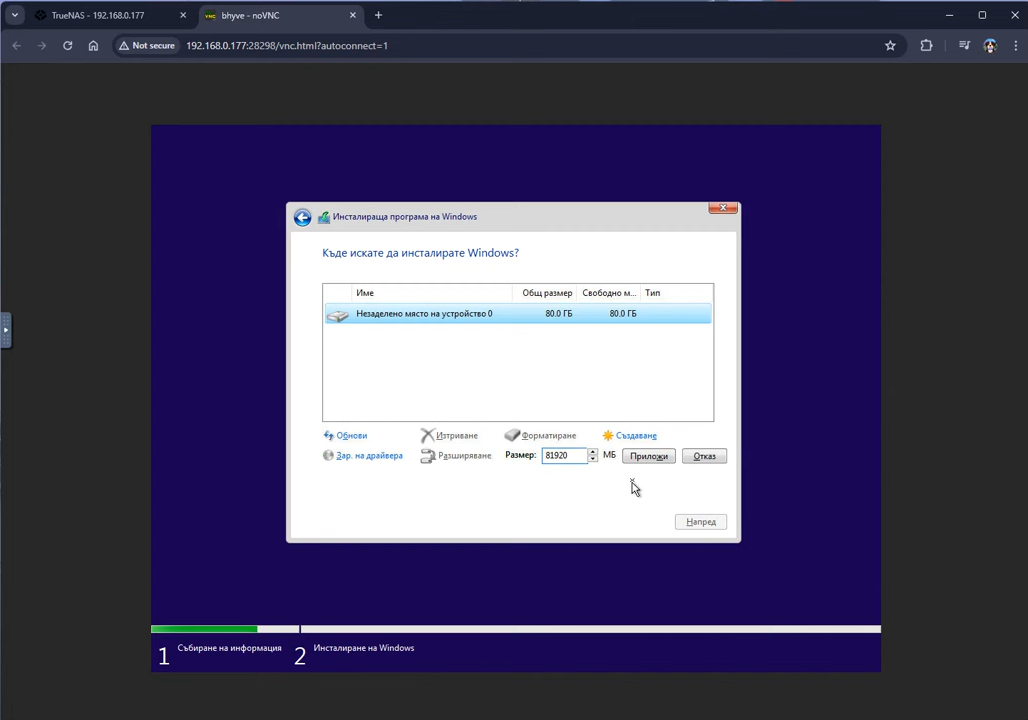 TrueNAS - 192.168.0.177
VNC bhyve - noVNC
Not secure 192.168.0.177:28298/vnc.html?autoconnect=1
Инсталираща програма на Windows
Къде искате да инсталирате Windows?
Име Общ размер Свободно м... Тип
Незаделено място на устройство 0 80.0 ГБ 80.0 ГБ
Обнови Изтриване Форматиране Създаване
Зар. на драйвера Разширяване Размер: 81920 МБ Приложи Отказ
Напред
1 Събиране на информация 2 Инсталиране на Windows